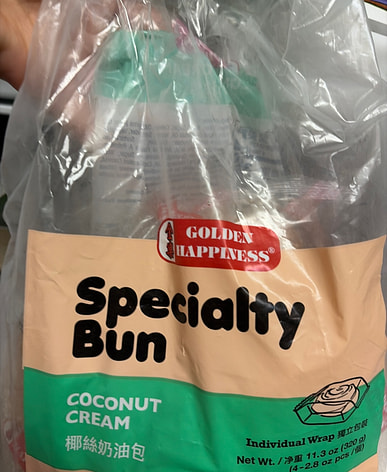 GOLDEN
HAPPINESS®
Specialty
Bun
COCONUT
CREAM
椰絲奶油包
Individual Wrap 獨立包裝
Net Wt. / 净重 11.3 oz (320 g)
(4-2.8 oz pcs /個)